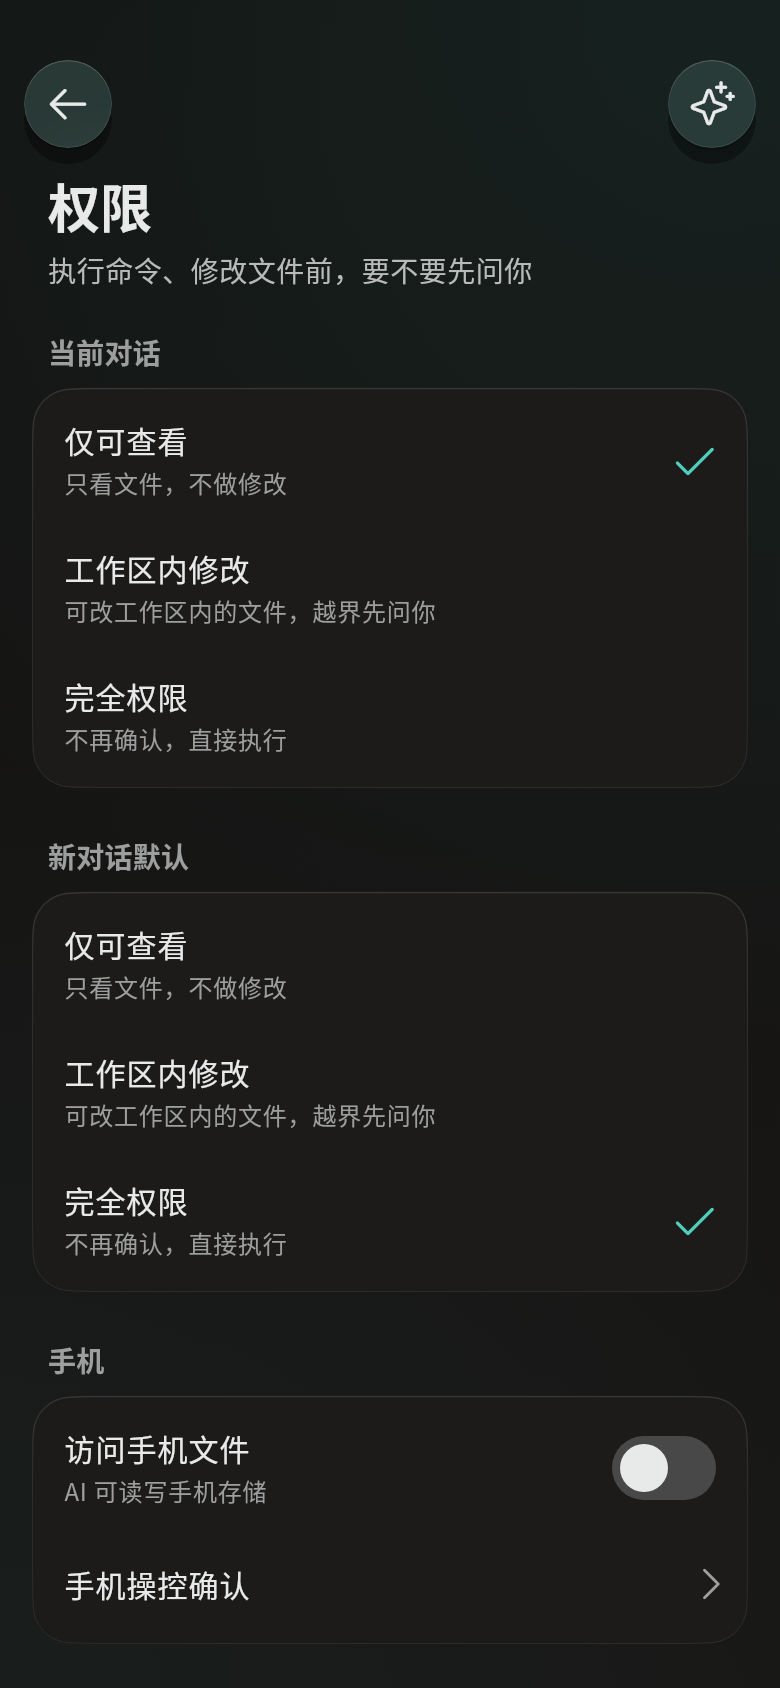 权限
执行命令、修改文件前，要不要先问你
当前对话
仅可查看
只看文件，不做修改
工作区内修改
可改工作区内的文件，越界先问你
完全权限
不再确认，直接执行
新对话默认
仅可查看
只看文件，不做修改
工作区内修改
可改工作区内的文件，越界先问你
完全权限
不再确认，直接执行
手机
访问手机文件
AI 可读写手机存储
手机操控确认